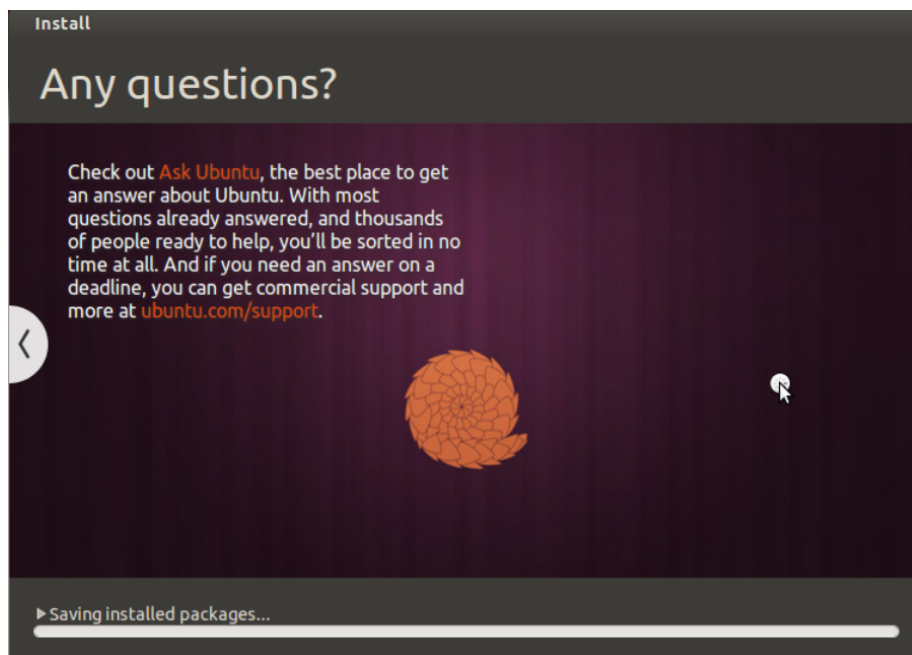 Install
Any questions?
Check out Ask Ubuntu, the best place to get
an answer about Ubuntu. With most
questions already answered, and thousands
of people ready to help, you’ll be sorted in no
time at all. And if you need an answer on a
deadline, you can get commercial support and
more at ubuntu.com/support.
Saving installed packages...